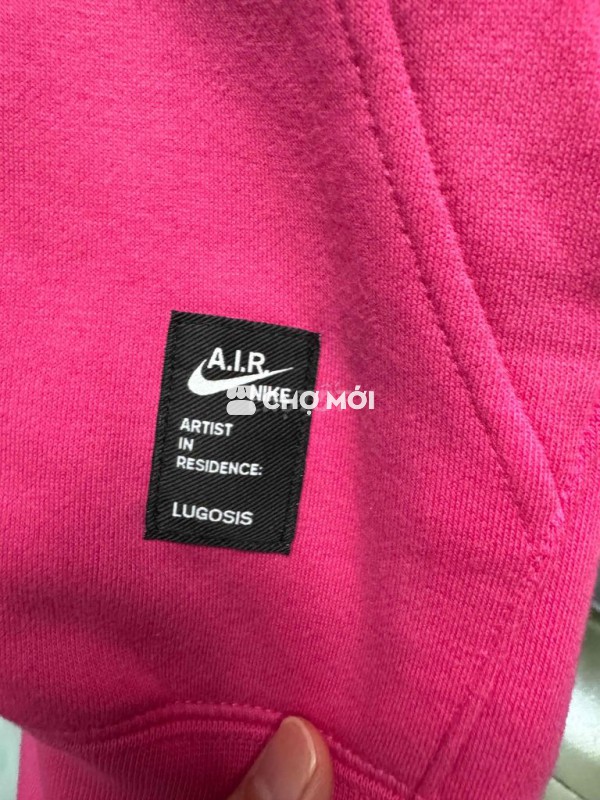 A.I.R.
NIKE
CHỢ MỚI
ARTIST
IN
RESIDENCE:
LUGOSIS